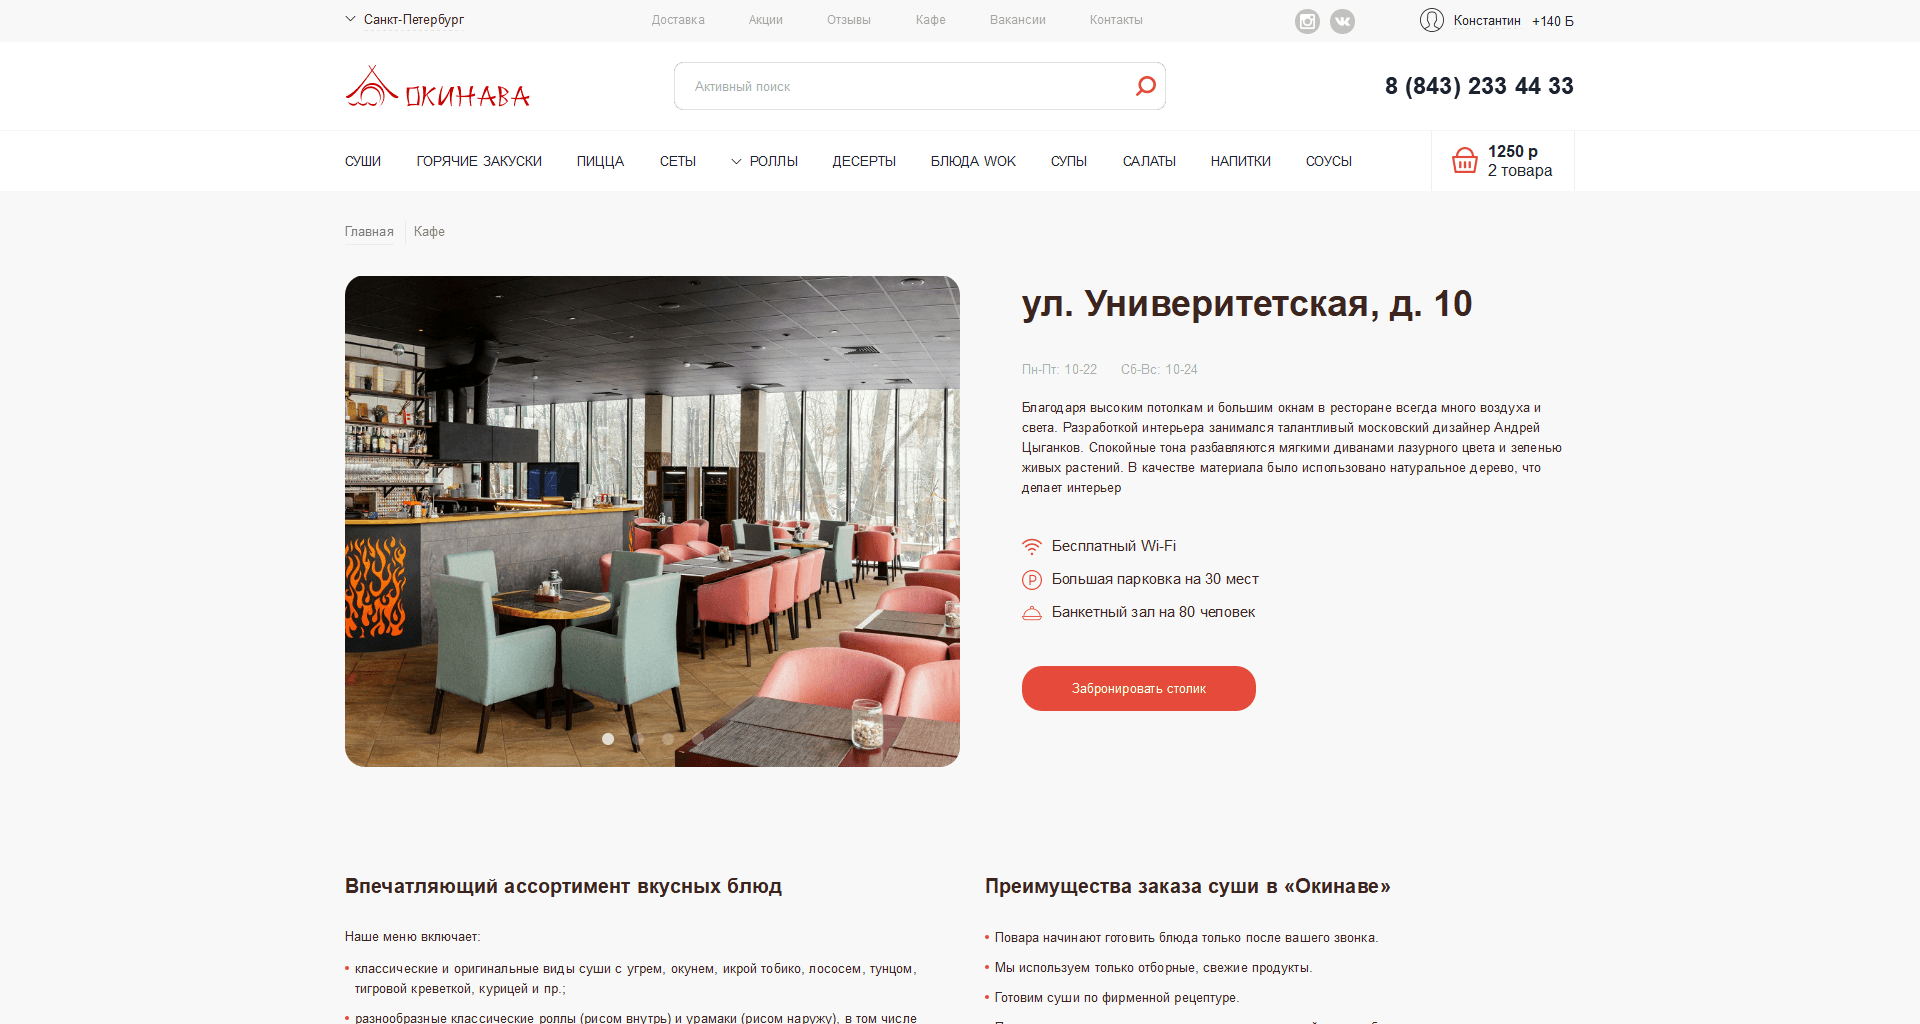 Санкт-Петербург
Доставка Акции Отзывы Кафе Вакансии Контакты
Константин +140 Б
ОКИНАВА
Активный поиск
8 (843) 233 44 33
СУШИ ГОРЯЧИЕ ЗАКУСКИ ПИЦЦА СЕТЫ РОЛЛЫ ДЕСЕРТЫ БЛЮДА WOK СУПЫ САЛАТЫ НАПИТКИ СОУСЫ
1250 р
2 товара
Главная Кафе
ул. Универитетская, д. 10
Пн-Пт: 10-22 Сб-Вс: 10-24
Благодаря высоким потолкам и большим окнам в ресторане всегда много воздуха и
света. Разработкой интерьера занимался талантливый московский дизайнер Андрей
Цыганков. Спокойные тона разбавляются мягкими диванами лазурного цвета и зеленью
живых растений. В качестве материала было использовано натуральное дерево, что
делает интерьер
Бесплатный Wi-Fi
Большая парковка на 30 мест
Банкетный зал на 80 человек
Забронировать столик
Впечатляющий ассортимент вкусных блюд
Наше меню включает:
• классические и оригинальные виды суши с угрем, окунем, икрой тобико, лососем, тунцом,
тигровой креветкой, курицей и пр.;
• разнообразные классические роллы (рисом внутрь) и урамаки (рисом наружу), в том числе
Преимущества заказа суши в «Окинаве»
• Повара начинают готовить блюда только после вашего звонка.
• Мы используем только отборные, свежие продукты.
• Готовим суши по фирменной рецептуре.